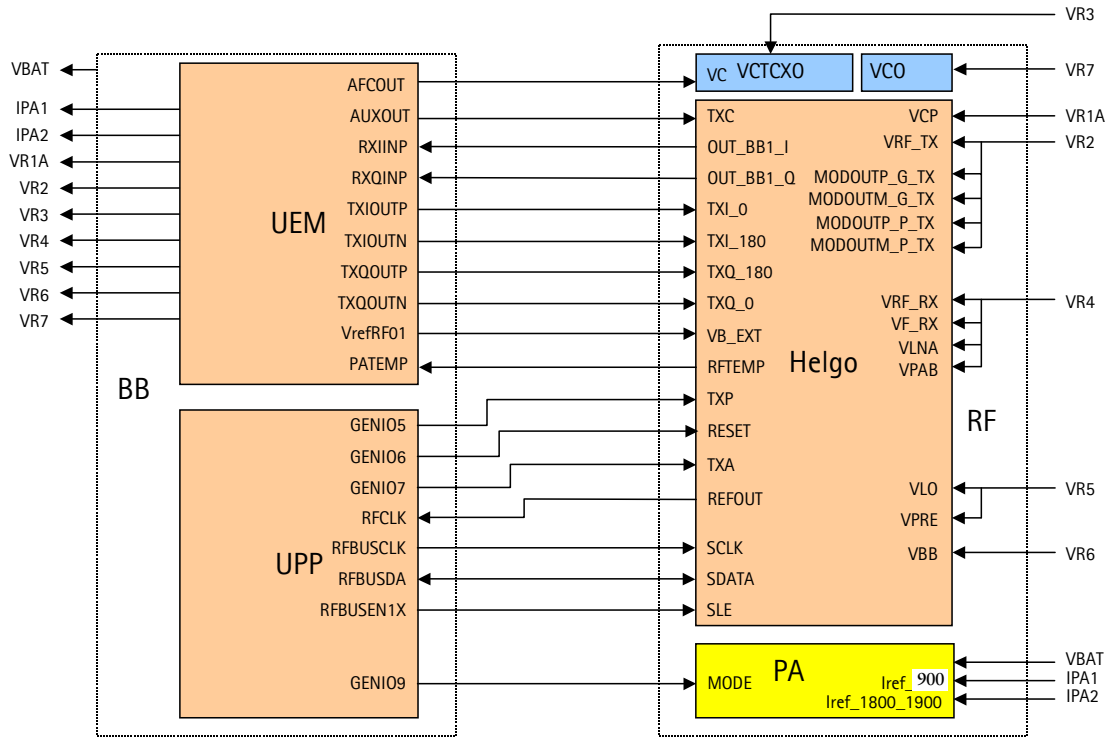 VR3
VBAT
IPA1
IPA2
VR1A
VR2
VR3
VR4
VR5
VR6
VR7
BB
UEM
AFCOUT
AUXOUT
RXIINP
RXQINP
TXIOUTP
TXIOUTN
TXQOUTP
TXQOUTN
VrefRF01
PATEMP
UPP
GENIO5
GENIO6
GENIO7
RFCLK
RFBUSCLK
RFBUSDA
RFBUSEN1X
GENIO9
VC VCTCXO
VCO
TXC
OUT_BB1_I
OUT_BB1_Q
TXI_0
TXI_180
TXQ_180
TXQ_0
VB_EXT
RFTEMP
TXP
RESET
TXA
REFOUT
SCLK
SDATA
SLE
Helgo
VCP
VRF_TX
MODOUTP_G_TX
MODOUTM_G_TX
MODOUTP_P_TX
MODOUTM_P_TX
VRF_RX
VF_RX
VLNA
VPAB
VLO
VPRE
VBB
RF
MODE
PA
Iref_900
Iref_1800_1900
VR7
VR1A
VR2
VR4
VR5
VR6
VBAT
IPA1
IPA2